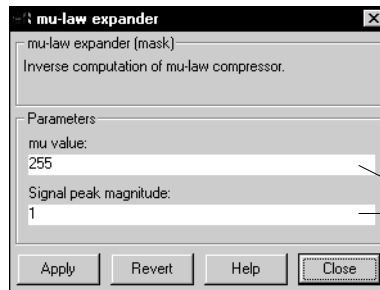 mu-law expander
mu-law expander (mask)
Inverse computation of mu-law compressor.
Parameters
mu value:
255
Signal peak magnitude:
1
Apply Revert Help Close